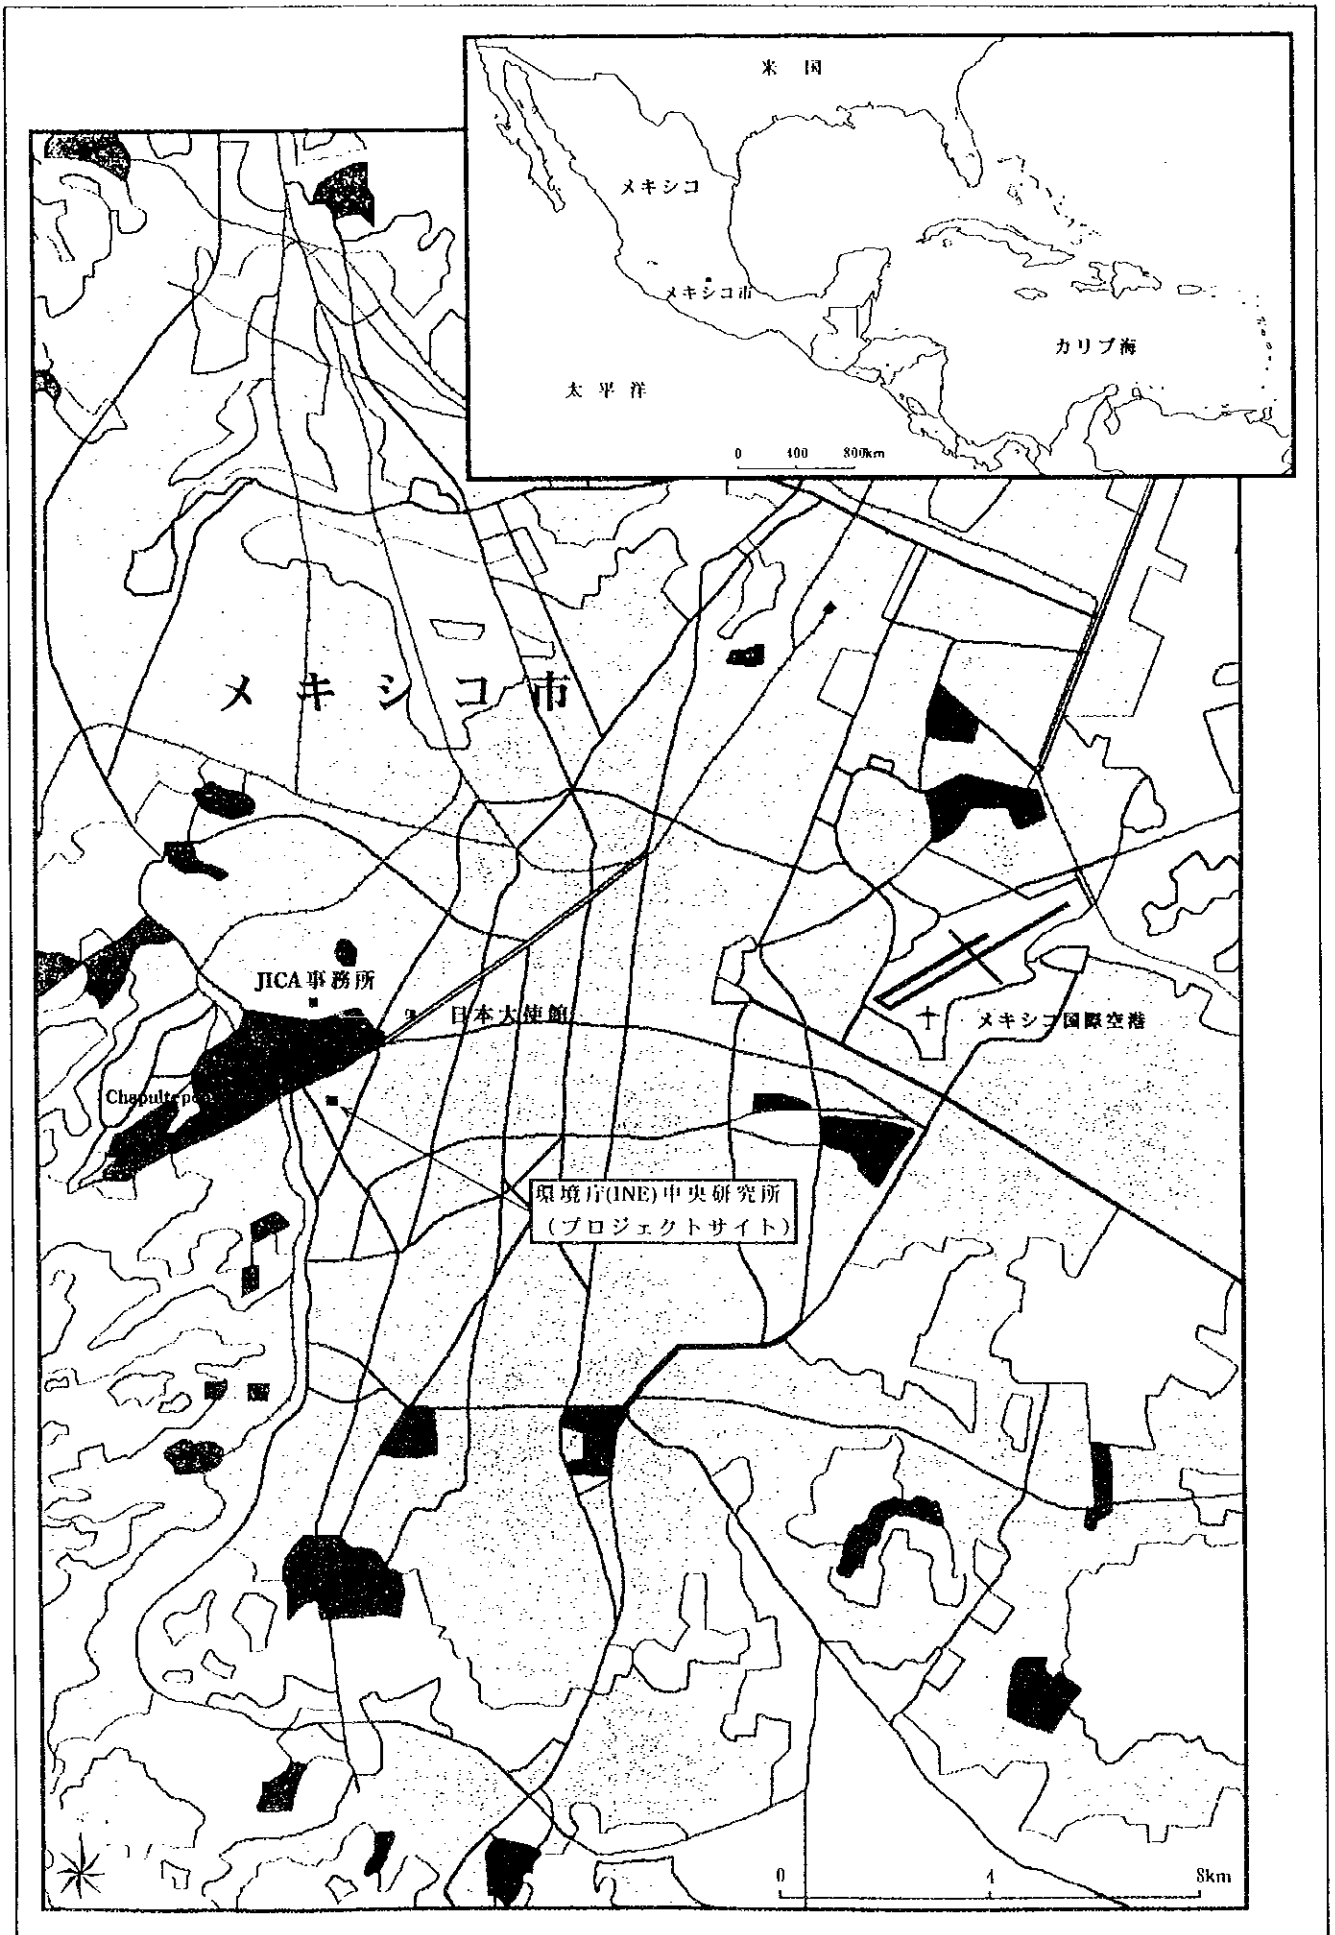 米国
メキシコ
メキシコ市
カリブ海
太平洋
0 400 800km
メキシコ市
JICA事務所
日本大使館
メキシコ国際空港
環境庁(INE)中央研究所
(プロジェクトサイト)
0 4 8km